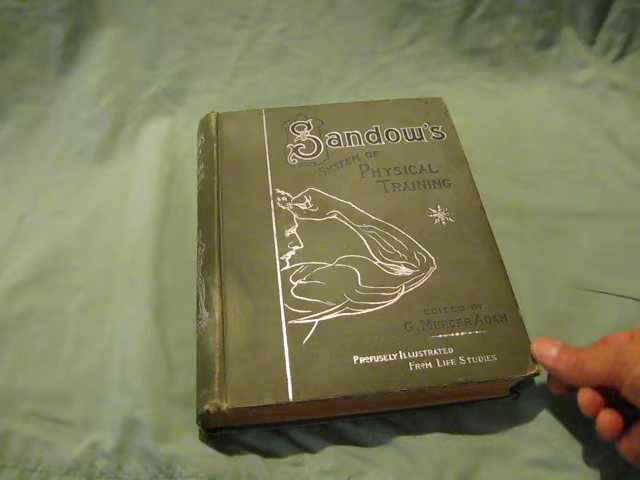 Sandow's
System of
Physical
Training
Edited by
G. Mercer Adam
Profusely Illustrated
From Life Studies